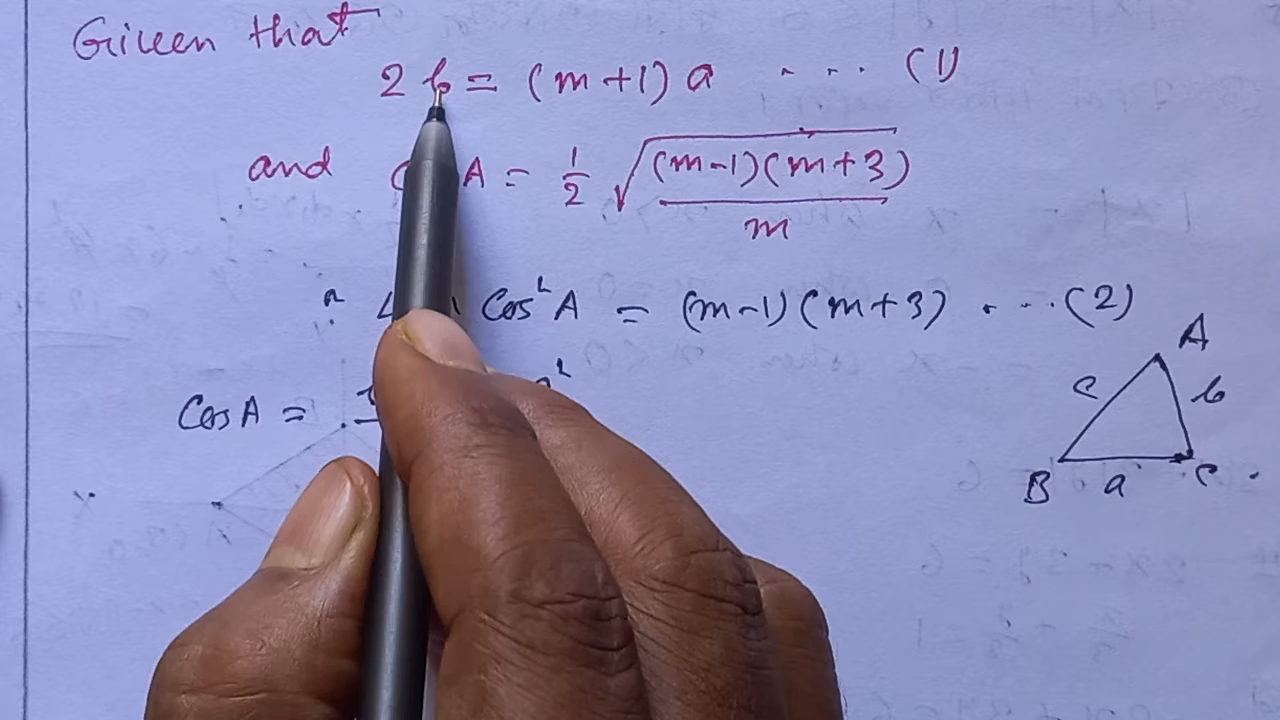 Given that
2b = (m+1) a .... (1)
and A = 1/2 √((m-1)(m+3)/m)
Cos²A = (m-1)(m+3) .... (2)
CosA =
A
c b
B a C